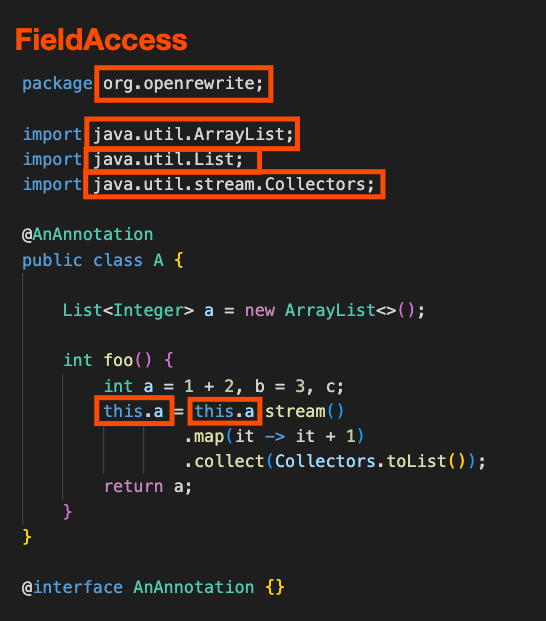 FieldAccess
package org.openrewrite;
import java.util.ArrayList;
import java.util.List;
import java.util.stream.Collectors;
@AnAnnotation
public class A {
List<Integer> a = new ArrayList<>();
int foo() {
int a = 1 + 2, b = 3, c;
this.a = this.a stream()
.map(it -> it + 1)
.collect(Collectors.toList());
return a;
}
}
@interface AnAnnotation {}